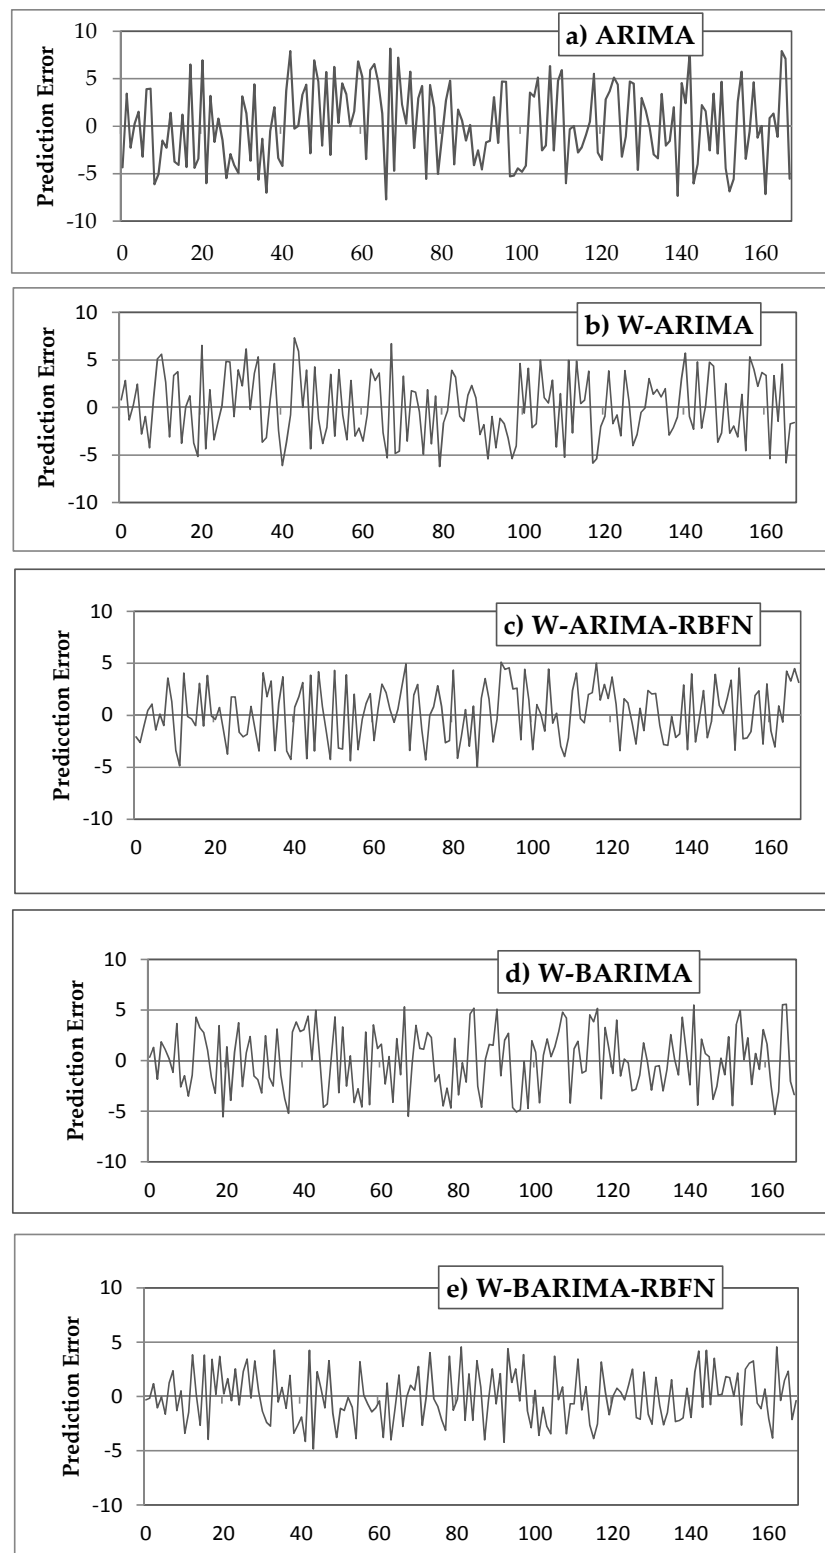 a) ARIMA
Prediction Error
10
5
0
-5
-10
0 20 40 60 80 100 120 140 160
b) W-ARIMA
Prediction Error
10
5
0
-5
-10
0 20 40 60 80 100 120 140 160
c) W-ARIMA-RBFN
Predicction Error
10
5
0
-5
-10
0 20 40 60 80 100 120 140 160
d) W-BARIMA
Prediction Error
10
5
0
-5
-10
0 20 40 60 80 100 120 140 160
e) W-BARIMA-RBFN
Prediction Error
10
5
0
-5
-10
0 20 40 60 80 100 120 140 160